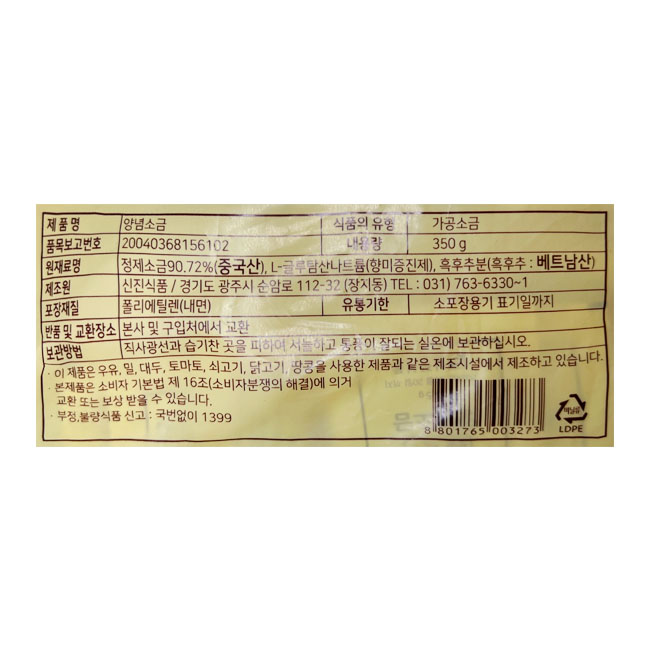 제품명 양념소금 식품의 유형 가공소금
품목보고번호 20040368156102 내용량 350 g
원재료명 정제소금90.72%(중국산), L-글루탐산나트륨(향미증진제), 흑후추분(흑후추 : 베트남산)
제조원 신진식품 / 경기도 광주시 순암로 112-32 (장지동) TEL : 031) 763-6330~1
포장재질 폴리에틸렌(내면) 유통기한 소포장용기 표기일까지
반품 및 교환장소 본사 및 구입처에서 교환
보관방법 직사광선과 습기찬 곳을 피하여 서늘하고 통풍이 잘되는 실온에 보관하십시오.
· 이 제품은 우유, 밀, 대두, 토마토, 쇠고기, 닭고기, 땅콩을 사용한 제품과 같은 제조시설에서 제조하고 있습니다.
· 본제품은 소비자 기본법 제 16조(소비자분쟁의 해결)에 의거
교환 또는 보상 받을 수 있습니다.
· 부정,불량식품 신고 : 국번없이 1399
8 801765 003273
비닐류
LDPE